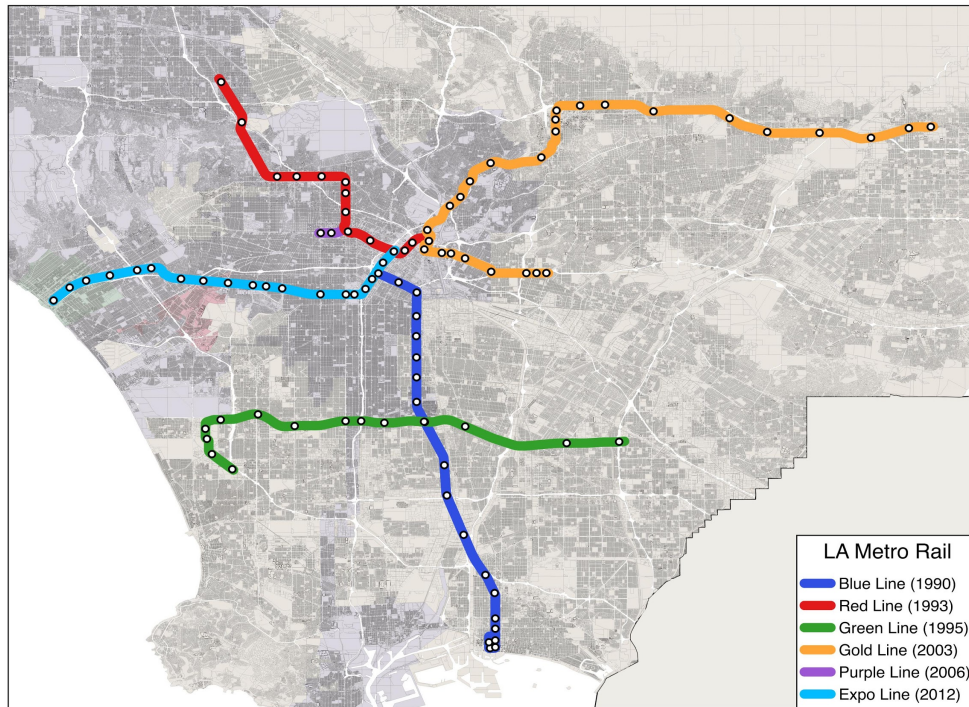 LA Metro Rail
Blue Line (1990)
Red Line (1993)
Green Line (1995)
Gold Line (2003)
Purple Line (2006)
Expo Line (2012)